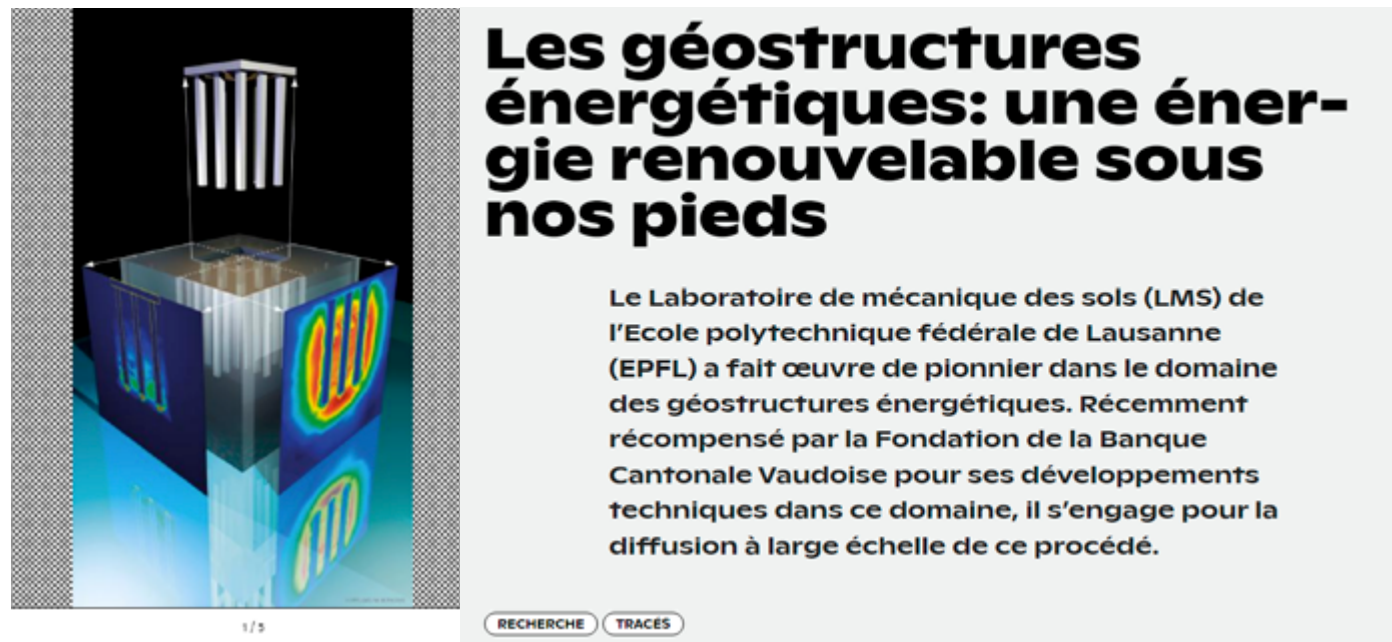 Les géostructures
énergétiques: une éner-
gie renouvelable sous
nos pieds
Le Laboratoire de mécanique des sols (LMS) de
l'Ecole polytechnique fédérale de Lausanne
(EPFL) a fait œuvre de pionnier dans le domaine
des géostructures énergétiques. Récemment
récompensé par la Fondation de la Banque
Cantonale Vaudoise pour ses développements
techniques dans ce domaine, il s'engage pour la
diffusion à large échelle de ce procédé.
RECHERCHE TRACÉS
1 / 5